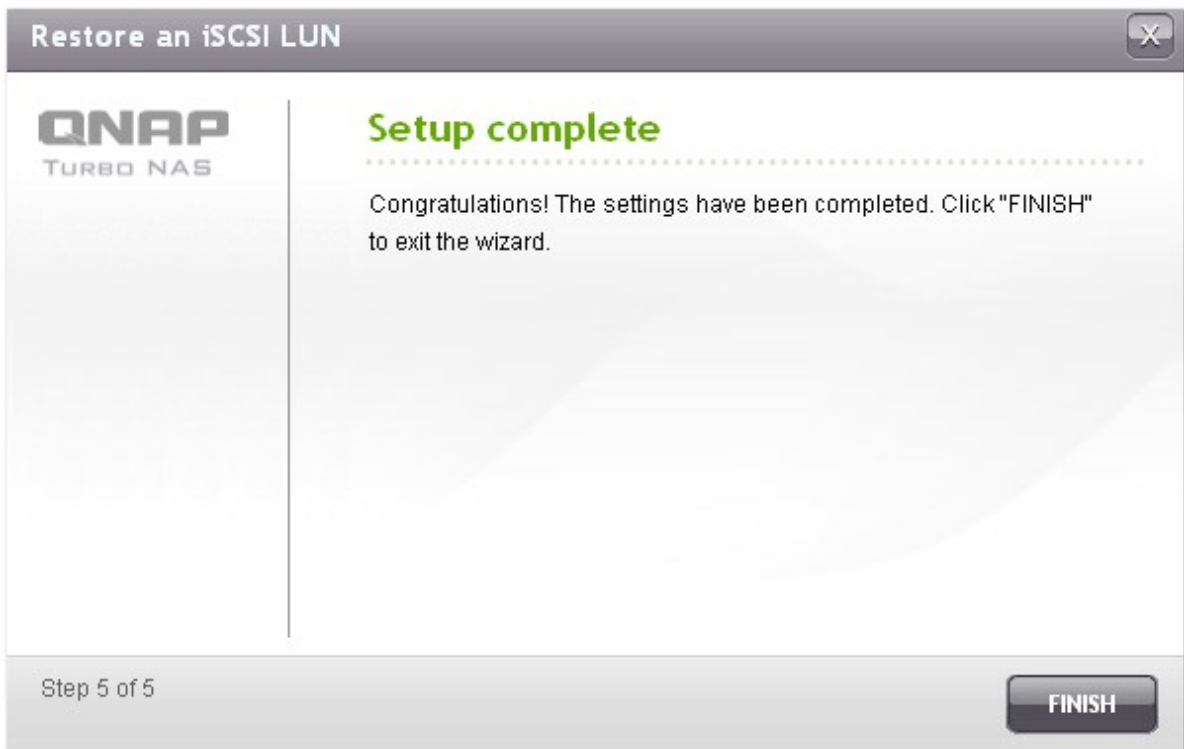 Restore an iSCSI LUN
X
QNAP
TURBO NAS
Setup complete
Congratulations! The settings have been completed. Click "FINISH"
to exit the wizard.
Step 5 of 5
FINISH